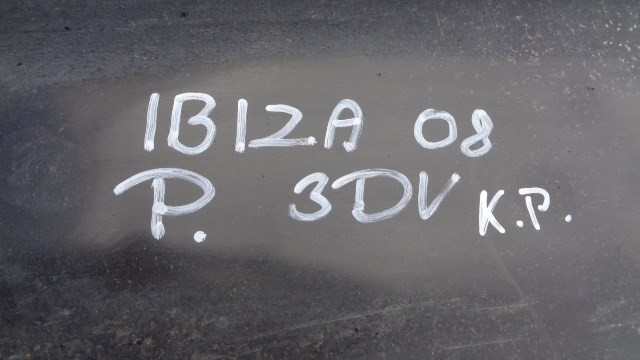 IBIZA 08
P. 3DV K.P.